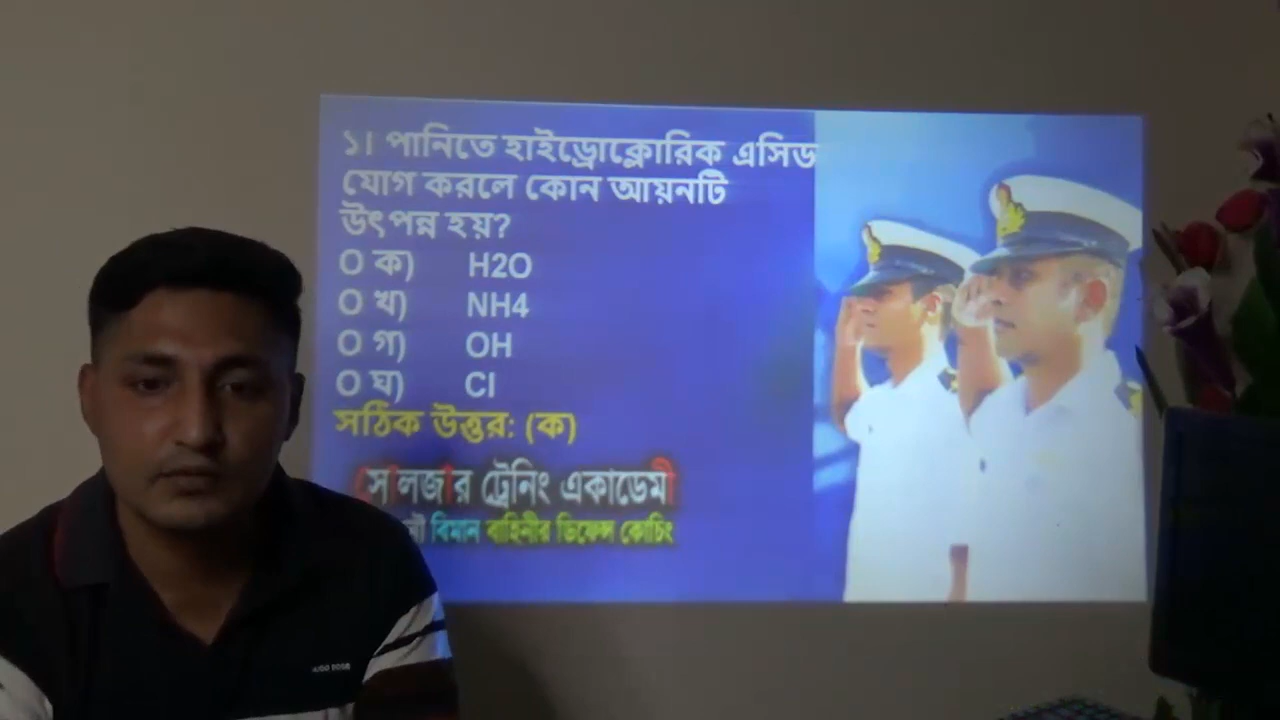 ১। পানিতে হাইড্রোক্লোরিক এসিড
যোগ করলে কোন আয়নটি
উৎপন্ন হয়?
O ক) H2O
O খ) NH4
O গ) OH
O ঘ) Cl
সঠিক উত্তর: (ক)
সোলজার ট্রেনিং একাডেমী
বিমান বাহিনীর ডিফেন্স কোচিং